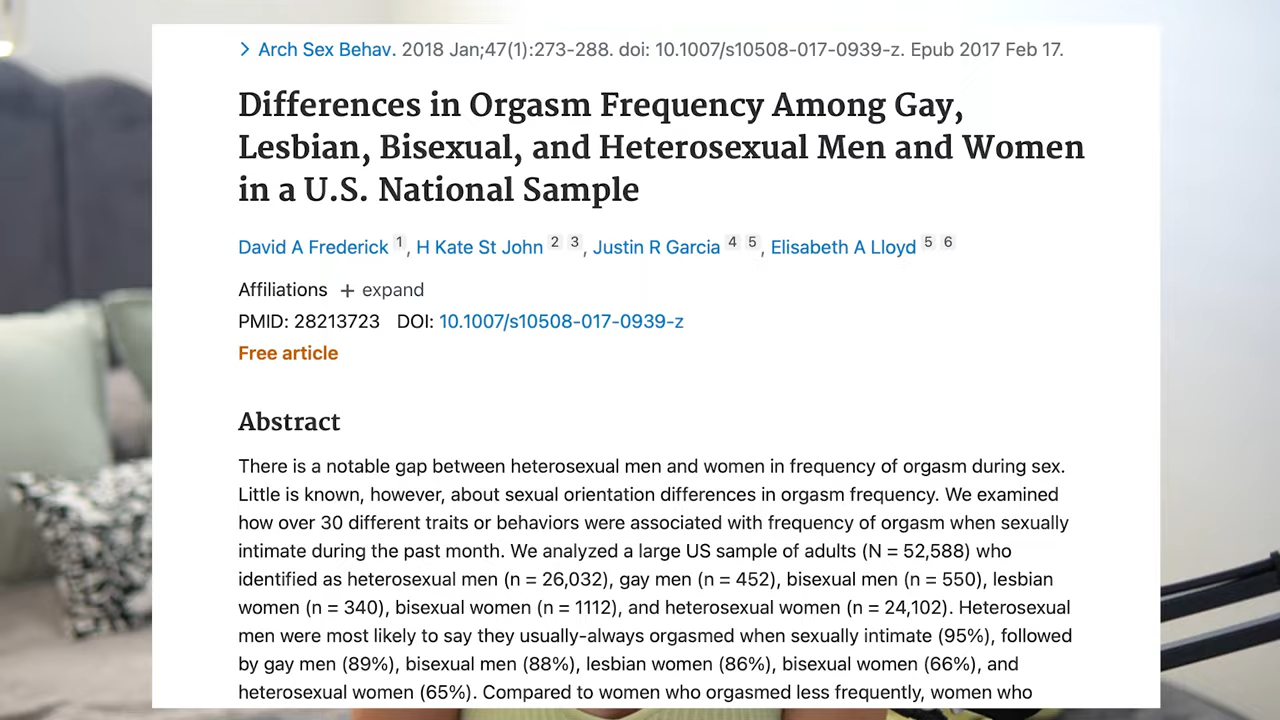 > Arch Sex Behav. 2018 Jan;47(1):273-288. doi: 10.1007/s10508-017-0939-z. Epub 2017 Feb 17.
Differences in Orgasm Frequency Among Gay,
Lesbian, Bisexual, and Heterosexual Men and Women
in a U.S. National Sample
David A Frederick 1, H Kate St John 2 3, Justin R Garcia 4 5, Elisabeth A Lloyd 5 6
Affiliations + expand
PMID: 28213723 DOI: 10.1007/s10508-017-0939-z
Free article
Abstract
There is a notable gap between heterosexual men and women in frequency of orgasm during sex.
Little is known, however, about sexual orientation differences in orgasm frequency. We examined
how over 30 different traits or behaviors were associated with frequency of orgasm when sexually
intimate during the past month. We analyzed a large US sample of adults (N = 52,588) who
identified as heterosexual men (n = 26,032), gay men (n = 452), bisexual men (n = 550), lesbian
women (n = 340), bisexual women (n = 1112), and heterosexual women (n = 24,102). Heterosexual
men were most likely to say they usually-always orgasmed when sexually intimate (95%), followed
by gay men (89%), bisexual men (88%), lesbian women (86%), bisexual women (66%), and
heterosexual women (65%). Compared to women who orgasmed less frequently, women who